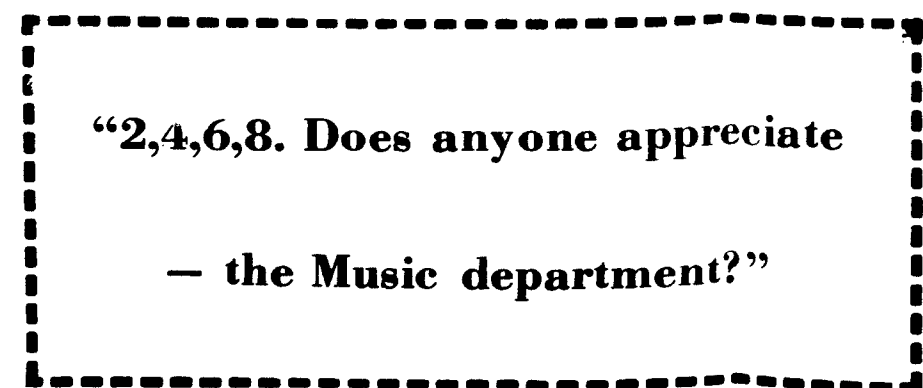 “2,4,6,8. Does anyone appreciate
— the Music department?”